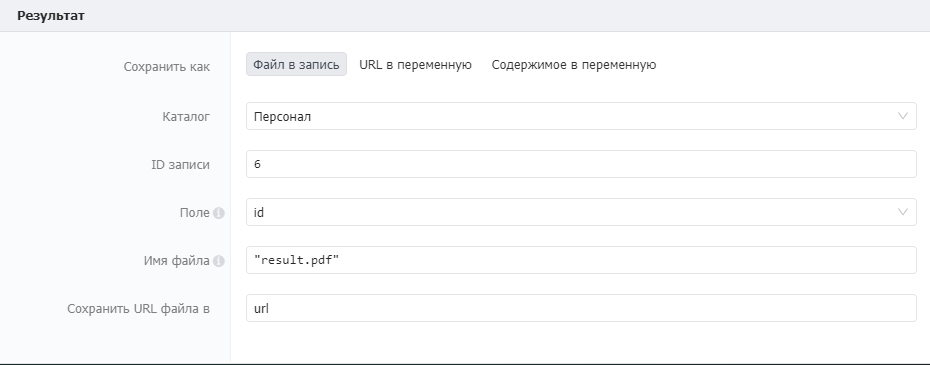 Результат
Сохранить как Файл в запись URL в переменную Содержимое в переменную
Каталог Персонал
ID записи 6
Поле id
Имя файла "result.pdf"
Сохранить URL файла в url